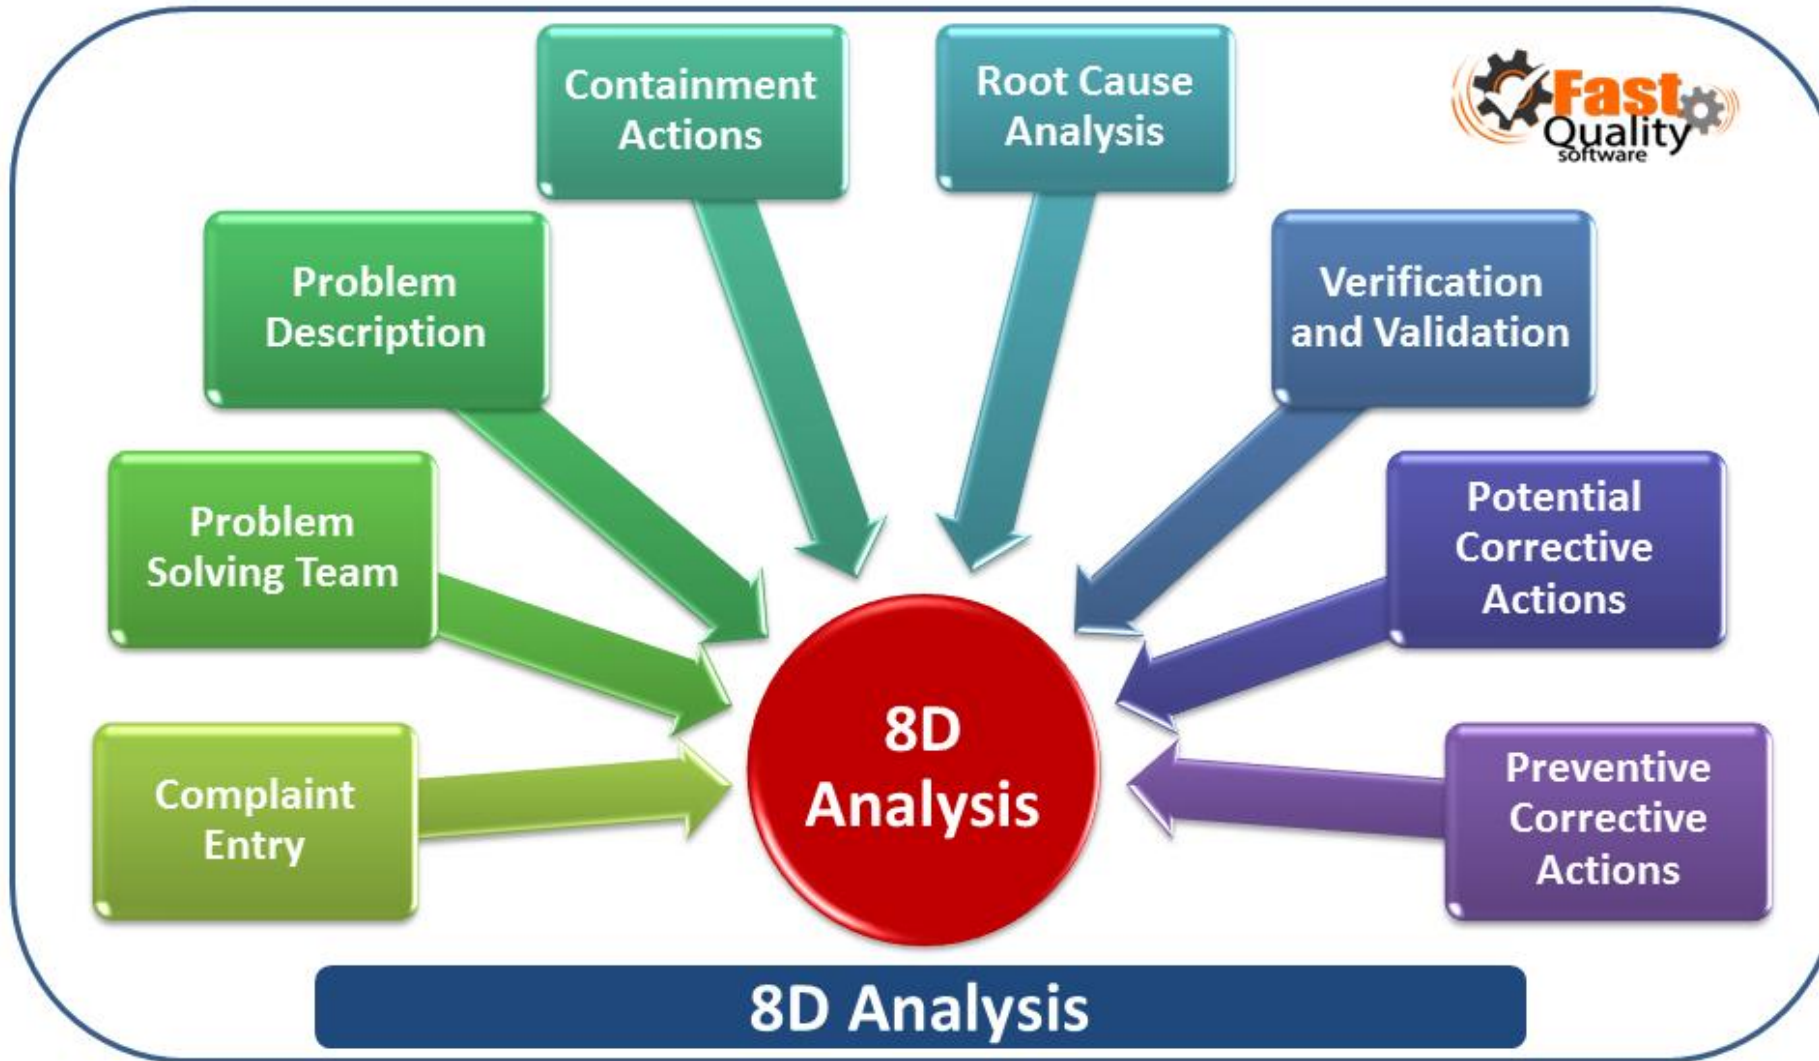 Containment
Actions
Root Cause
Analysis
Fast
Quality
software
Problem
Description
Verification
and Validation
Problem
Solving Team
Potential
Corrective
Actions
Complaint
Entry
8D
Analysis
Preventive
Corrective
Actions
8D Analysis